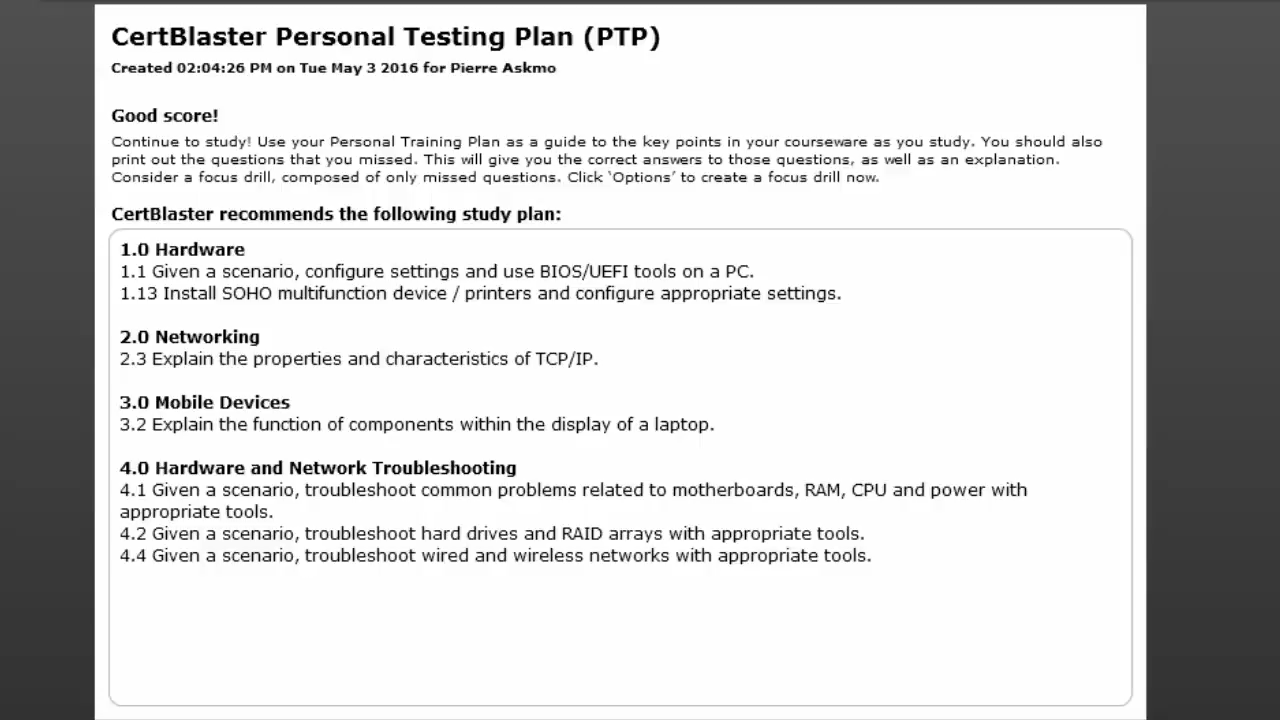 CertBlaster Personal Testing Plan (PTP)
Created 02:04:26 PM on Tue May 3 2016 for Pierre Askmo
Good score!
Continue to study! Use your Personal Training Plan as a guide to the key points in your courseware as you study. You should also
print out the questions that you missed. This will give you the correct answers to those questions, as well as an explanation.
Consider a focus drill, composed of only missed questions. Click ‘Options’ to create a focus drill now.
CertBlaster recommends the following study plan:
1.0 Hardware
1.1 Given a scenario, configure settings and use BIOS/UEFI tools on a PC.
1.13 Install SOHO multifunction device / printers and configure appropriate settings.
2.0 Networking
2.3 Explain the properties and characteristics of TCP/IP.
3.0 Mobile Devices
3.2 Explain the function of components within the display of a laptop.
4.0 Hardware and Network Troubleshooting
4.1 Given a scenario, troubleshoot common problems related to motherboards, RAM, CPU and power with
appropriate tools.
4.2 Given a scenario, troubleshoot hard drives and RAID arrays with appropriate tools.
4.4 Given a scenario, troubleshoot wired and wireless networks with appropriate tools.